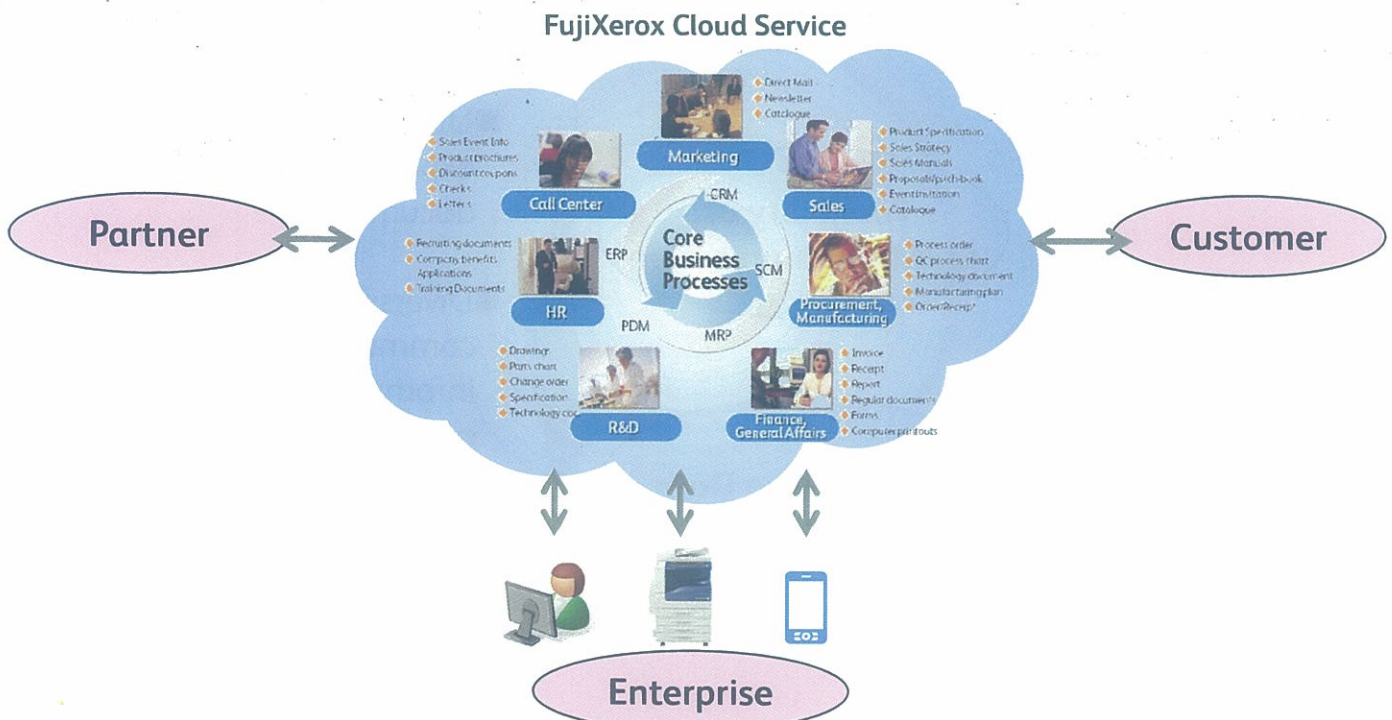 FujiXerox Cloud Service
Direct Mail
Newsletter
Catalogue
Marketing
Sales Event Info
Product brochures
Discount coupons
Checks
Letters
Call Center
Product Specification
Sales Strategy
Sales Manuals
Proposals/pitch-book
Event invitation
Catalogue
Sales
Partner
Customer
Recruiting documents
Company benefits
Applications
Training Documents
HR
CRM
ERP
Core
Business
Processes
SCM
PDM
MRP
Process order
QC process chart
Technology document
Manufacturing plan
Order/Receipt
Procurement,
Manufacturing
Drawings
Parts chart
Change order
Specification
Technology doc
R&D
Invoice
Receipt
Report
Regular documents
Forms
Computer printouts
Finance,
General Affairs
Enterprise